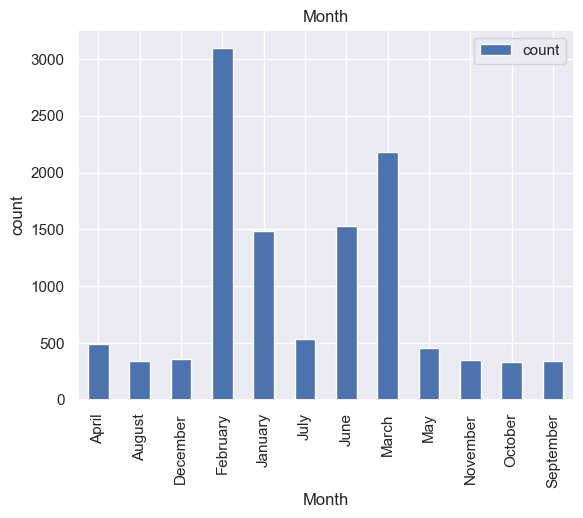 Month
count
3000
2500
2000
1500
1000
500
0
count
April
August
December
February
January
July
June
March
May
November
October
September
Month